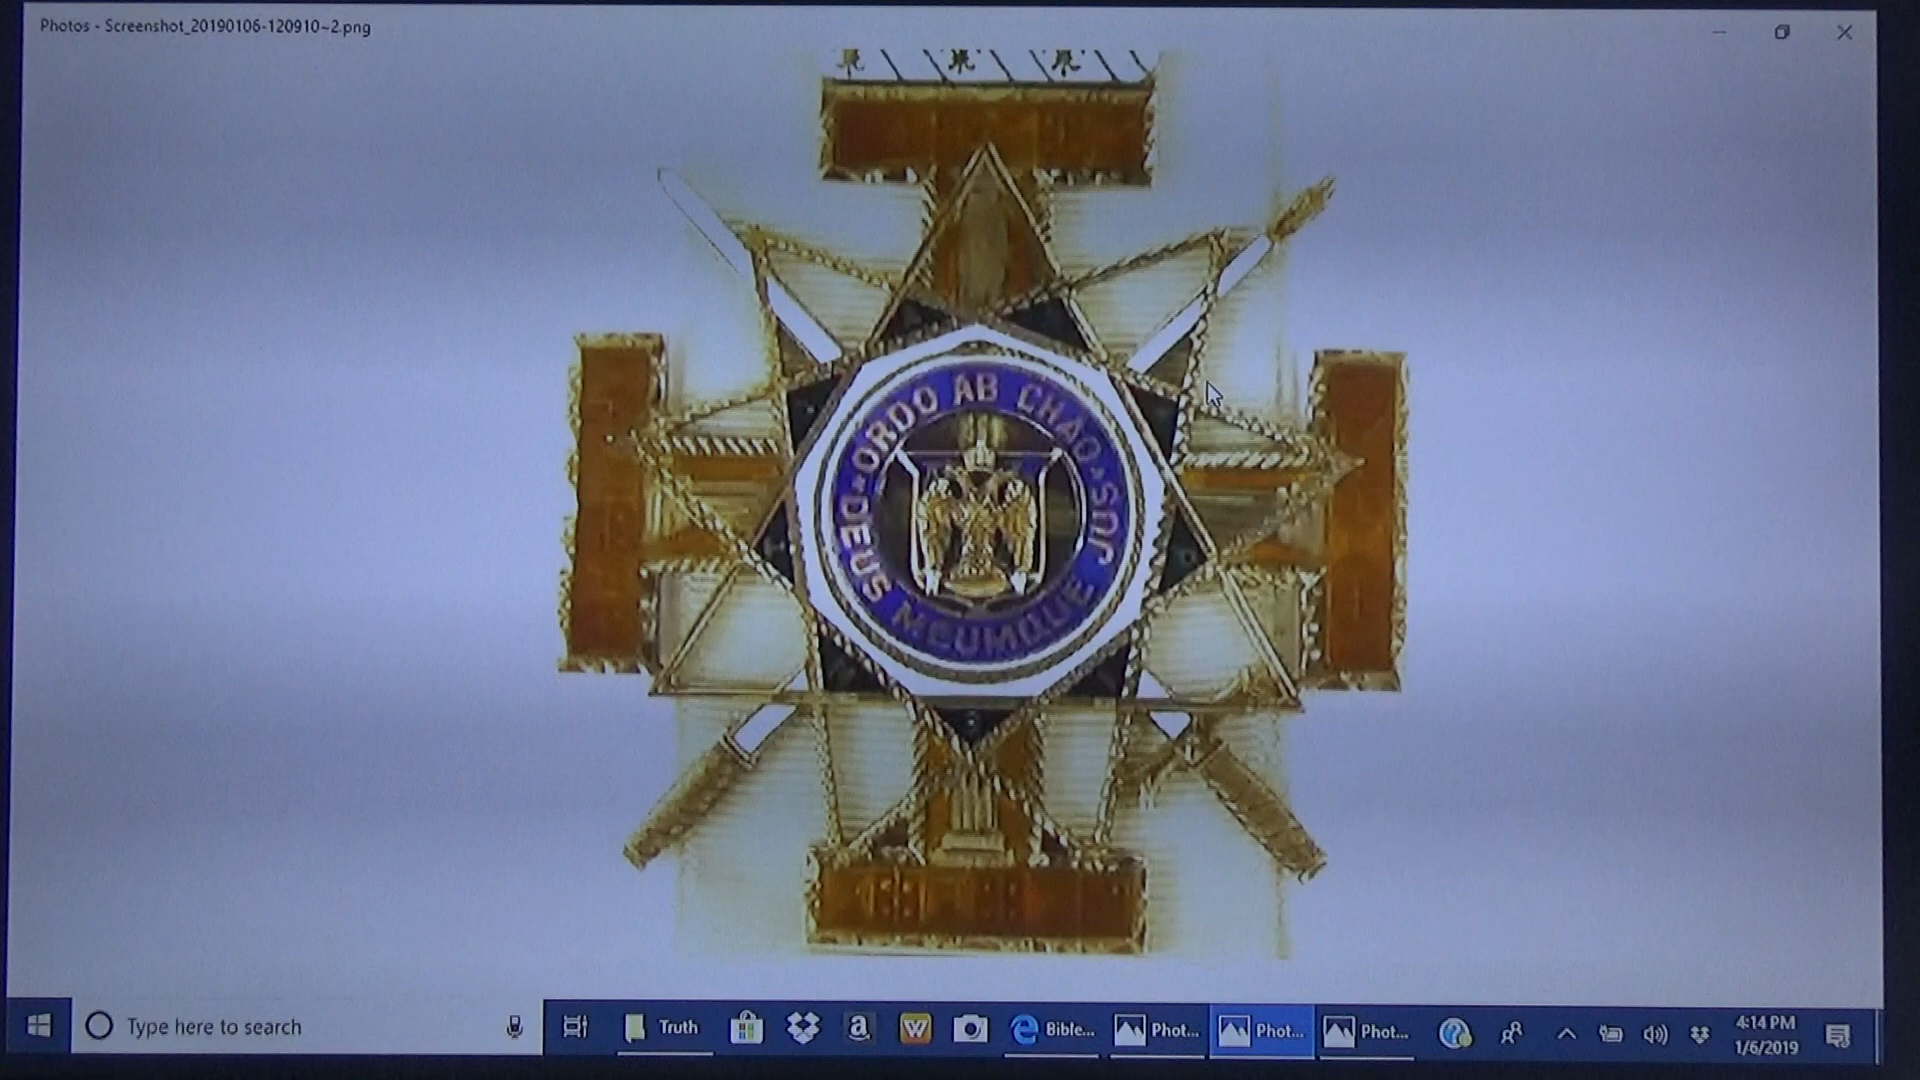 Photos - Screenshot_20190106-120910~2.png
ORDO AB CHAO · DEUS MEUMQUE JUS
Type here to search
Truth
Bible...
Phot...
Phot...
Phot...
4:14 PM
1/6/2019